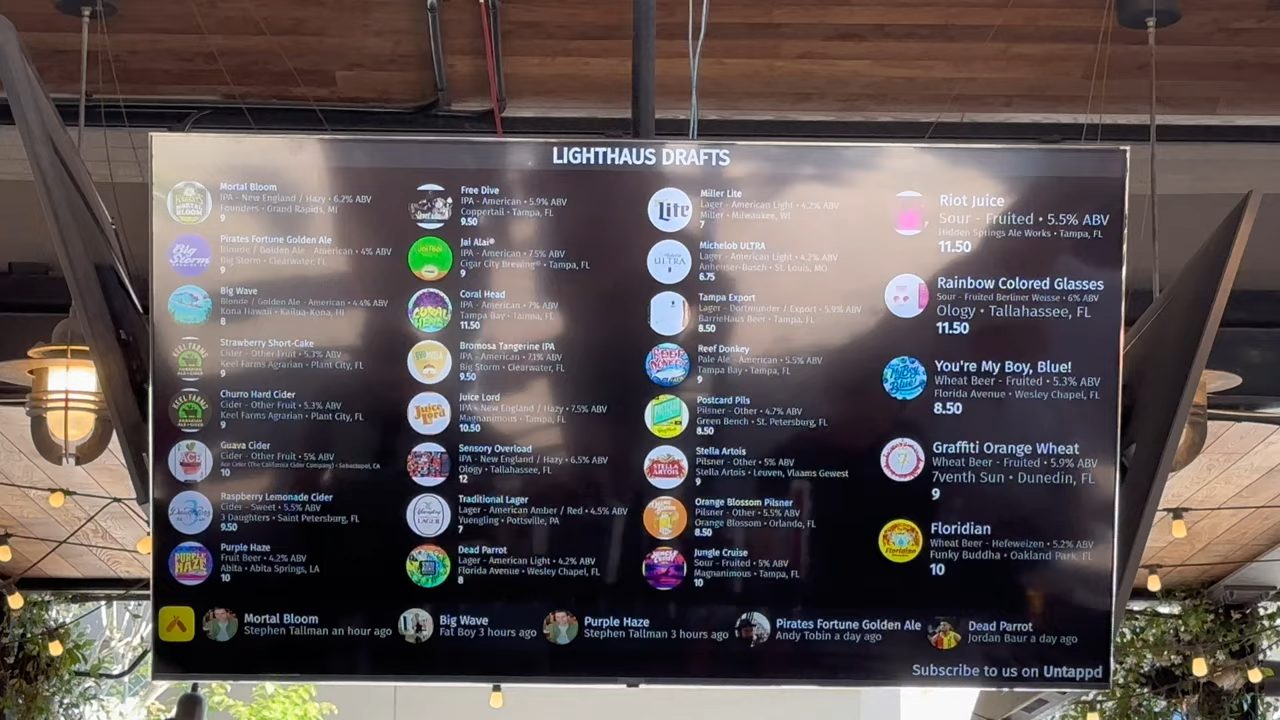 LIGHTHAUS DRAFTS
Mortal Bloom
IPA - New England / Hazy • 6.2% ABV
Founders • Grand Rapids, MI
9
Pirates Fortune Golden Ale
Blonde / Golden Ale - American • 4% ABV
Big Storm • Clearwater, FL
9
Big Wave
Blonde / Golden Ale - American • 4.4% ABV
Kona Hawaii • Kailua-Kona, HI
8
Strawberry Short-Cake
Cider - Other Fruit • 5.3% ABV
Keel Farms Agrarian • Plant City, FL
9
Churro Hard Cider
Cider - Other Fruit • 5.3% ABV
Keel Farms Agrarian • Plant City, FL
9
Guava Cider
Cider - Other Fruit • 5% ABV
Ace Cider (The California Cider Company) • Sebastopol, CA
10
Raspberry Lemonade Cider
Cider - Sweet • 5.5% ABV
3 Daughters • Saint Petersburg, FL
9.50
Purple Haze
Fruit Beer • 4.2% ABV
Abita • Abita Springs, LA
10
Free Dive
IPA - American • 5.9% ABV
Coppertail • Tampa, FL
9.50
Jai Alai®
IPA - American • 7.5% ABV
Cigar City Brewing® • Tampa, FL
9
Coral Head
IPA - American • 7% ABV
Tampa Bay • Tampa, FL
11.50
Bromosa Tangerine IPA
IPA - American • 7.1% ABV
Big Storm • Clearwater, FL
9.50
Juice Lord
IPA - New England / Hazy • 7.5% ABV
Magnanimous • Tampa, FL
10.50
Sensory Overload
IPA - New England / Hazy • 6.5% ABV
Ology • Tallahassee, FL
12
Traditional Lager
Lager - American Amber / Red • 4.5% ABV
Yuengling • Pottsville, PA
7
Dead Parrot
Lager - American Light • 4.2% ABV
Florida Avenue • Wesley Chapel, FL
8
Miller Lite
Lager - American Light • 4.2% ABV
Miller • Milwaukee, WI
7
Michelob ULTRA
Lager - American Light • 4.2% ABV
Anheuser-Busch • St. Louis, MO
6.75
Tampa Export
Lager - Dortmunder / Export • 5.9% ABV
BarrieHaus Beer • Tampa, FL
8.50
Reef Donkey
Pale Ale - American • 5.5% ABV
Tampa Bay • Tampa, FL
9
Postcard Pils
Pilsner - Other • 4.7% ABV
Green Bench • St. Petersburg, FL
8.50
Stella Artois
Pilsner - Other • 5% ABV
Stella Artois • Leuven, Vlaams Gewest
9
Orange Blossom Pilsner
Pilsner - Other • 5.5% ABV
Orange Blossom • Orlando, FL
8.50
Jungle Cruise
Sour - Fruited • 5% ABV
Magnanimous • Tampa, FL
10
Riot Juice
Sour - Fruited • 5.5% ABV
Hidden Springs Ale Works • Tampa, FL
11.50
Rainbow Colored Glasses
Sour - Fruited Berliner Weisse • 6% ABV
Ology • Tallahassee, FL
11.50
You're My Boy, Blue!
Wheat Beer - Fruited • 5.3% ABV
Florida Avenue • Wesley Chapel, FL
8.50
Graffiti Orange Wheat
Wheat Beer - Fruited • 5.9% ABV
7venth Sun • Dunedin, FL
9
Floridian
Wheat Beer - Hefeweizen • 5.2% ABV
Funky Buddha • Oakland Park, FL
10
Mortal Bloom
Stephen Tallman an hour ago
Big Wave
Fat Boy 3 hours ago
Purple Haze
Stephen Tallman 3 hours ago
Pirates Fortune Golden Ale
Andy Tobin a day ago
Dead Parrot
Jordan Baur a day ago
Subscribe to us on Untappd